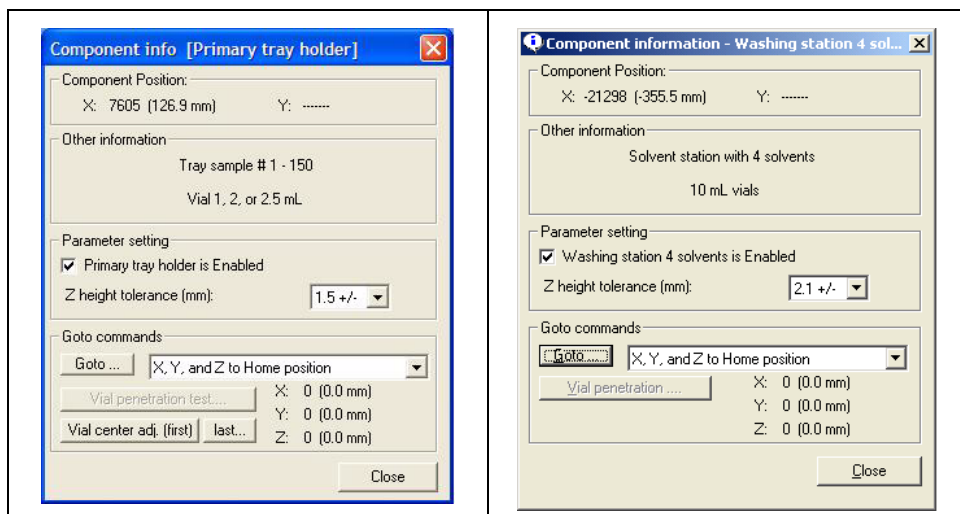 Component info [Primary tray holder]
Component Position:
X: 7605 (126.9 mm) Y: -------
Other information
Tray sample # 1 - 150
Vial 1, 2, or 2.5 mL
Parameter setting
Primary tray holder is Enabled
Z height tolerance (mm): 1.5 +/-
Goto commands
Goto ... X, Y, and Z to Home position
Vial penetration test.... X: 0 (0.0 mm)
Y: 0 (0.0 mm)
Vial center adj. (first) last... Z: 0 (0.0 mm)
Close
Component information - Washing station 4 sol...
Component Position:
X: -21298 (-355.5 mm) Y: -------
Other information
Solvent station with 4 solvents
10 mL vials
Parameter setting
Washing station 4 solvents is Enabled
Z height tolerance (mm): 2.1 +/-
Goto commands
Goto...... X, Y, and Z to Home position
Vial penetration .... X: 0 (0.0 mm)
Y: 0 (0.0 mm)
Z: 0 (0.0 mm)
Close